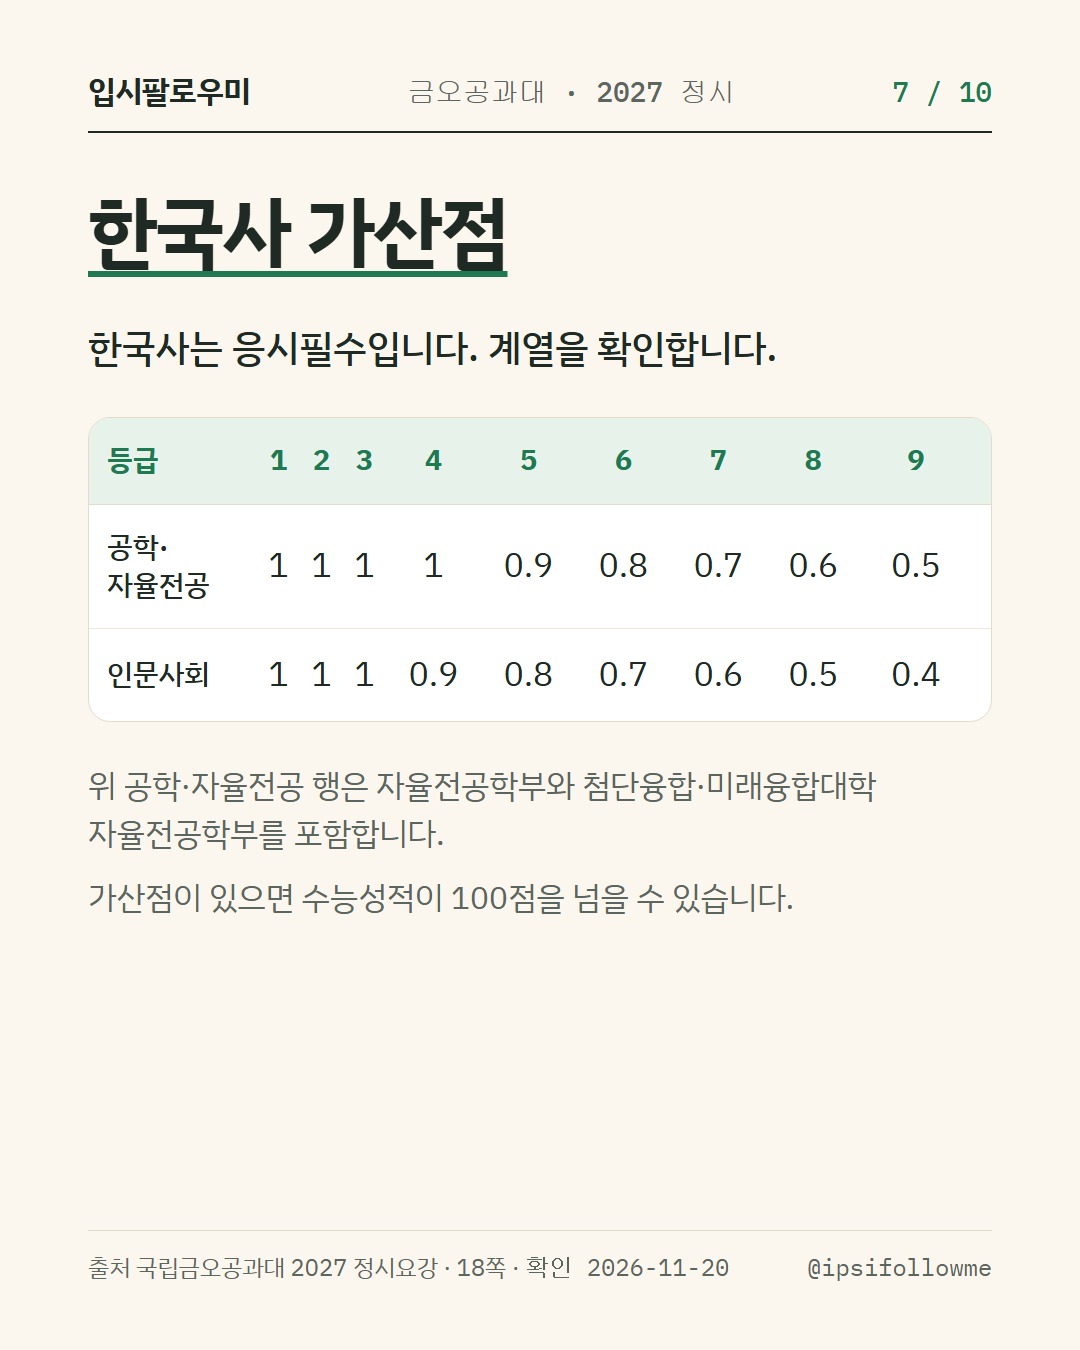 입시팔로우미 금오공과대 · 2027 정시 7 / 10
한국사 가산점
한국사는 응시필수입니다. 계열을 확인합니다.
등급 1 2 3 4 5 6 7 8 9
공학·
자율전공 1 1 1 1 0.9 0.8 0.7 0.6 0.5
인문사회 1 1 1 0.9 0.8 0.7 0.6 0.5 0.4
위 공학·자율전공 행은 자율전공학부와 첨단융합·미래융합대학
자율전공학부를 포함합니다.
가산점이 있으면 수능성적이 100점을 넘을 수 있습니다.
출처 국립금오공과대 2027 정시요강 · 18쪽 · 확인 2026-11-20 @ipsifollowme